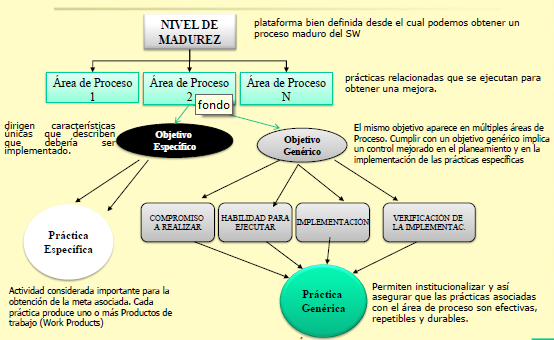 NIVEL DE
MADUREZ
plataforma bien definida desde el cual podemos obtener un
proceso maduro del SW
Área de Proceso
1
Área de Proceso
2
Área de Proceso
N
prácticas relacionadas que se ejecutan para
obtener una mejora.
fondo
dirigen características
unicas que describen
que debería ser
implementado.
Objetivo
Específico
Objetivo
Genérico
El mismo objetivo aparece en múltiples áreas de
Proceso. Cumplir con un objetivo genérico implica
un control mejorado en el planeamiento y en la
implementación de las prácticas específicas
COMPROMISO
A REALIZAR
HABILIDAD PARA
EJECUTAR
IMPLEMENTACIÓN
VERIFICACIÓN DE
LA IMPLEMENTAC.
Práctica
Específica
Práctica
Genérica
Actividad considerada importante para la
obtención de la meta asociada. Cada
práctica produce uno o más Productos de
trabajo (Work Products)
Permiten institucionalizar y así
asegurar que las prácticas asociadas
con el área de proceso son efectivas,
repetibles y durables.